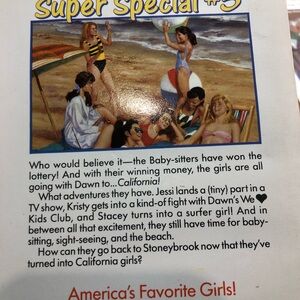 Super Special #5
Who would believe it—the Baby-sitters have won the
lottery! And with their winning money, the girls are all
going with Dawn to...California!
What adventures they have. Jessi lands a (tiny) part in a
TV show, Kristy gets into a kind-of fight with Dawn's We ♥
Kids Club, and Stacey turns into a surfer girl! And in
between all that excitement, they still have time for baby-
sitting, sight-seeing, and the beach.
How can they go back to Stoneybrook now that they've
turned into California girls?
America's Favorite Girls!